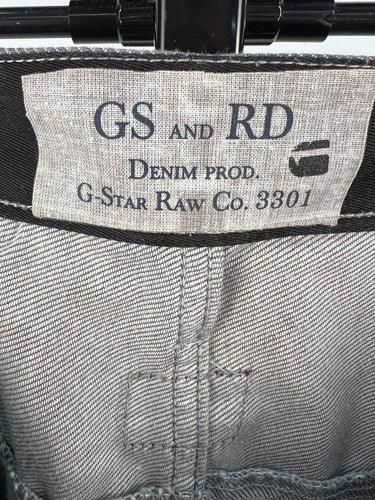 GS AND RD
DENIM PROD.
G-STAR RAW CO. 3301